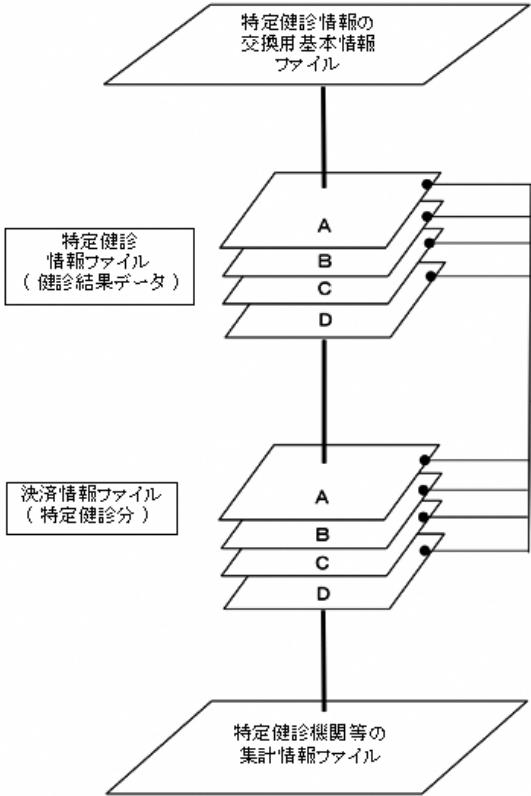 特定健診情報の
交換用基本情報
ファイル
A
B
C
D
特定健診
情報ファイル
（健診結果データ）
A
B
C
D
決済情報ファイル
（特定健診分）
特定健診機関等の
集計情報ファイル